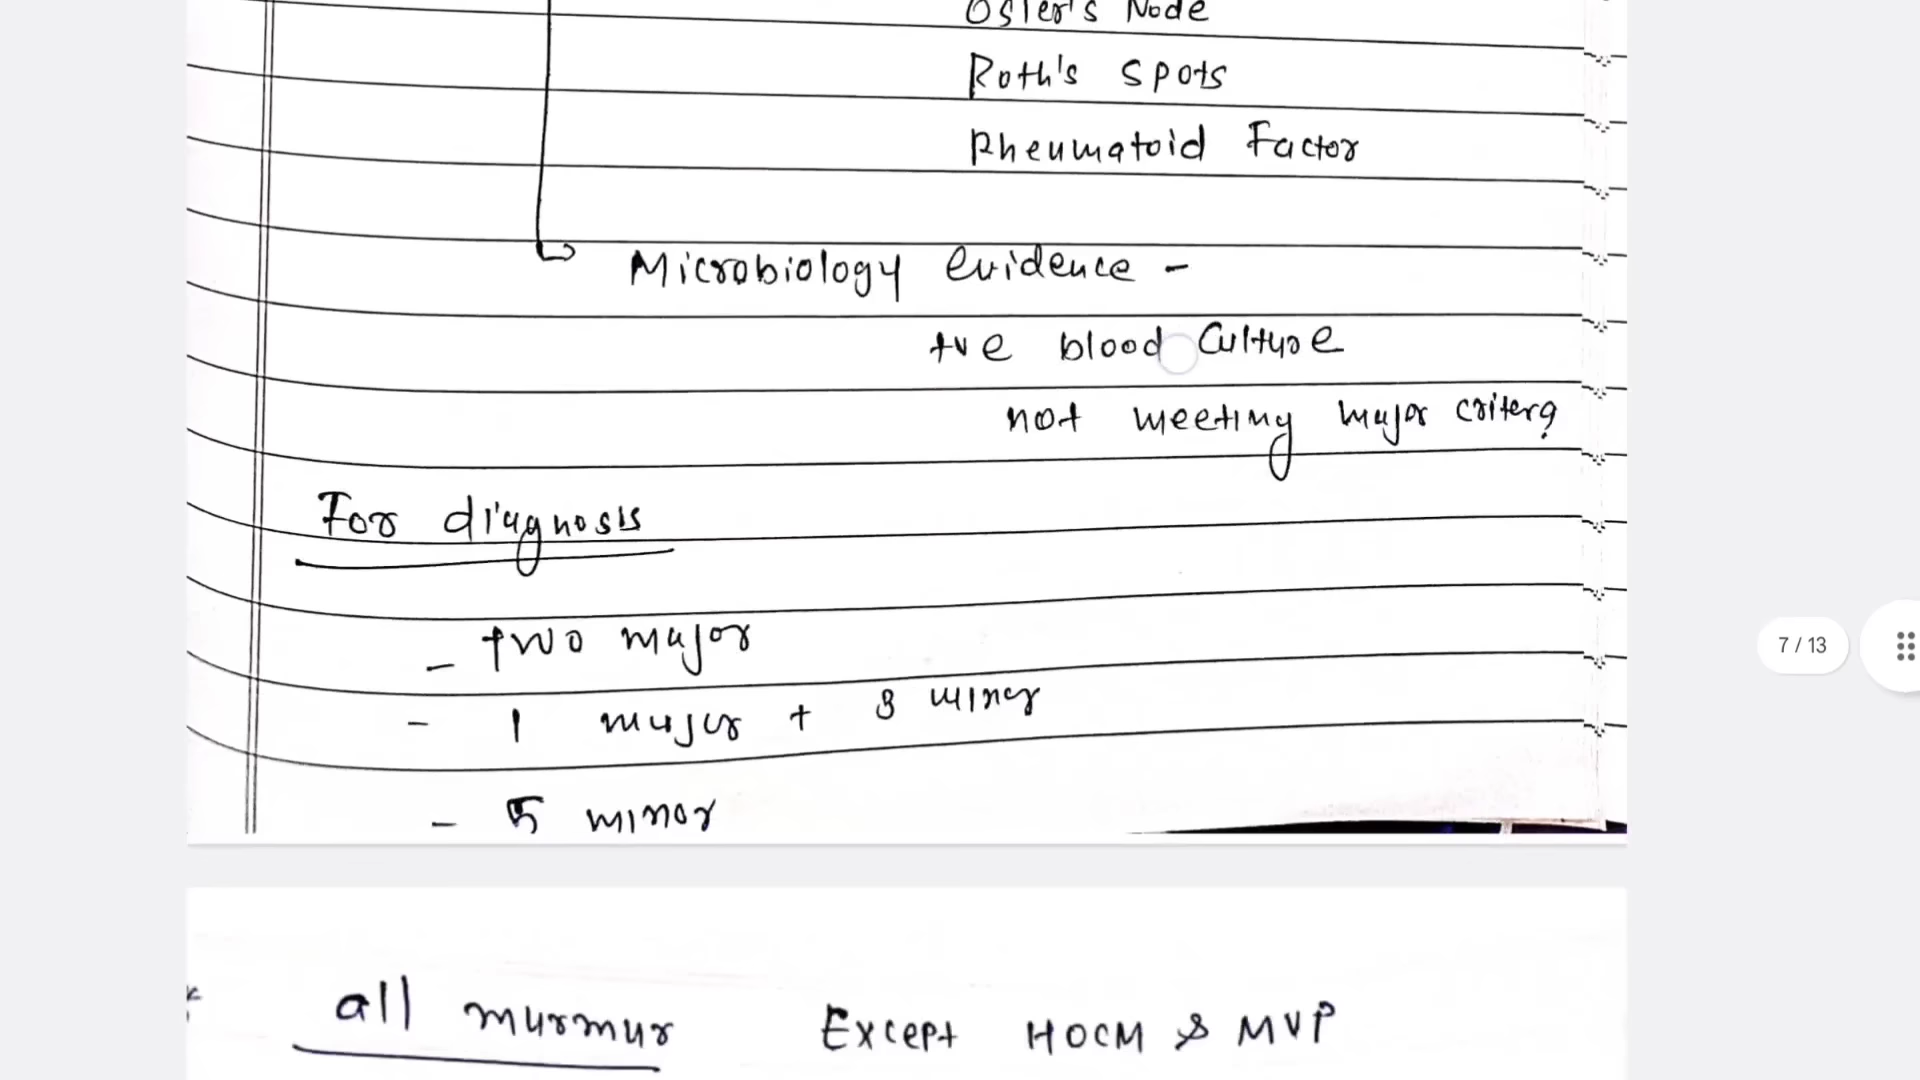 Osler's Node
Roth's spots
Rheumatoid Factor
Microbiology evidence -
+ve blood culture
not meeting major critera
For diagnosis
- two major
- 1 major + 3 minor
- 5 minor
7 / 13
all murmur Except HOCM & MVP